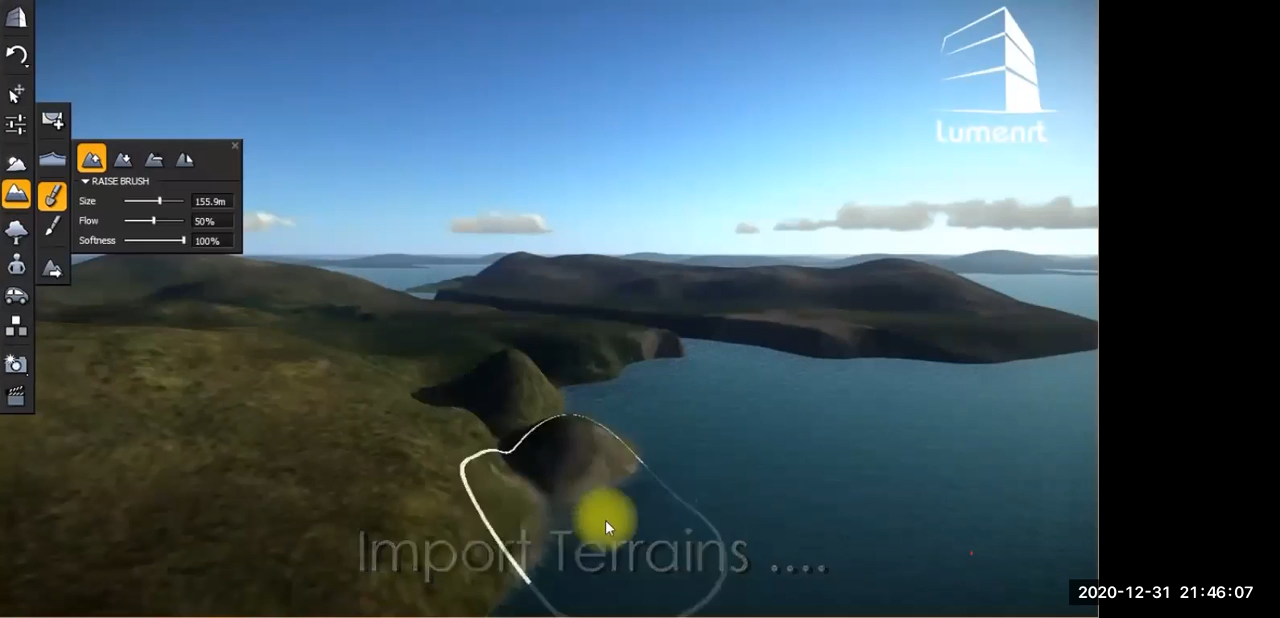 Lumenrt
RAISE BRUSH
Size 155.9m
Flow 50%
Softness 100%
Import Terrains ....
2020-12-31 21:46:07